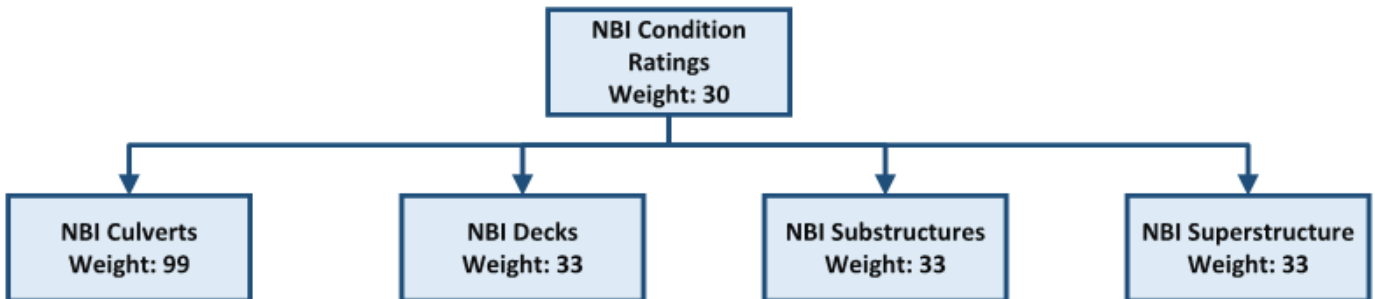 NBI Condition
Ratings
Weight: 30
NBI Culverts
Weight: 99
NBI Decks
Weight: 33
NBI Substructures
Weight: 33
NBI Superstructure
Weight: 33